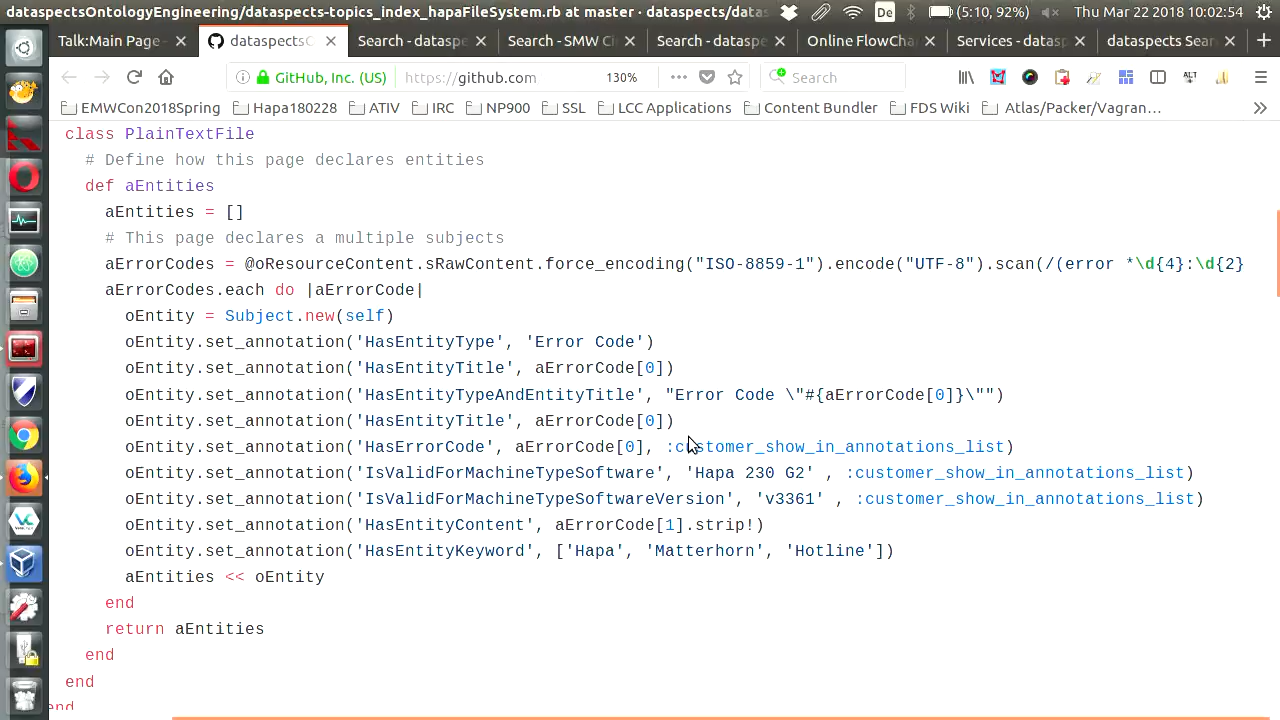 dataspectsOntologyEngineering/dataspects-topics_index_hapaFileSystem.rb at master · dataspects/datas
De
(5:10, 92%)
Thu Mar 22 2018 10:02:54
Talk:Main Page -
dataspectsO
Search - dataspe
Search - SMW Ci
Search - dataspe
Online FlowCha
Services - datasp
dataspects Sear
GitHub, Inc. (US)
https://github.com
130%
Search
ALT
EMWCon2018Spring
Hapa180228
ATIV
IRC
NP900
SSL
LCC Applications
Content Bundler
FDS Wiki
Atlas/Packer/Vagran…
class PlainTextFile
# Define how this page declares entities
def aEntities
aEntities = []
# This page declares a multiple subjects
aErrorCodes = @oResourceContent.sRawContent.force_encoding("ISO-8859-1").encode("UTF-8").scan(/(error *\d{4}:\d{2}
aErrorCodes.each do |aErrorCode|
oEntity = Subject.new(self)
oEntity.set_annotation('HasEntityType', 'Error Code')
oEntity.set_annotation('HasEntityTitle', aErrorCode[0])
oEntity.set_annotation('HasEntityTypeAndEntityTitle', "Error Code \"#{aErrorCode[0]}\"")
oEntity.set_annotation('HasEntityTitle', aErrorCode[0])
oEntity.set_annotation('HasErrorCode', aErrorCode[0], :customer_show_in_annotations_list)
oEntity.set_annotation('IsValidForMachineTypeSoftware', 'Hapa 230 G2' , :customer_show_in_annotations_list)
oEntity.set_annotation('IsValidForMachineTypeSoftwareVersion', 'v3361' , :customer_show_in_annotations_list)
oEntity.set_annotation('HasEntityContent', aErrorCode[1].strip!)
oEntity.set_annotation('HasEntityKeyword', ['Hapa', 'Matterhorn', 'Hotline'])
aEntities << oEntity
end
return aEntities
end
end
end